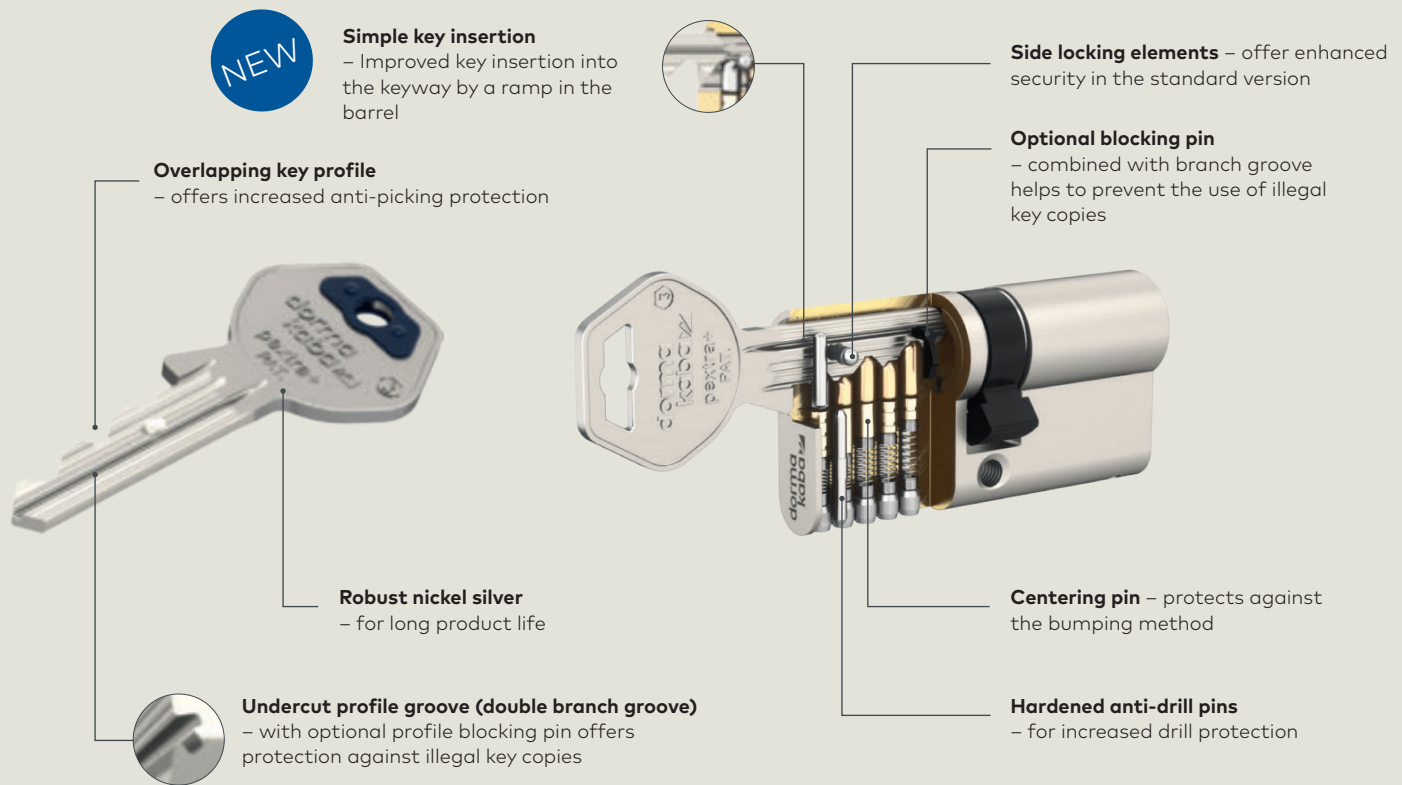 NEW
Simple key insertion
– Improved key insertion into
the keyway by a ramp in the
barrel
Side locking elements – offer enhanced
security in the standard version
Optional blocking pin
– combined with branch groove
helps to prevent the use of illegal
key copies
Overlapping key profile
– offers increased anti-picking protection
dorma
kaba
pextra+
PAT.
3
dorma
kaba
pextra+
PAT.
dorma
kaba
Robust nickel silver
– for long product life
Centering pin – protects against
the bumping method
Undercut profile groove (double branch groove)
– with optional profile blocking pin offers
protection against illegal key copies
Hardened anti-drill pins
– for increased drill protection